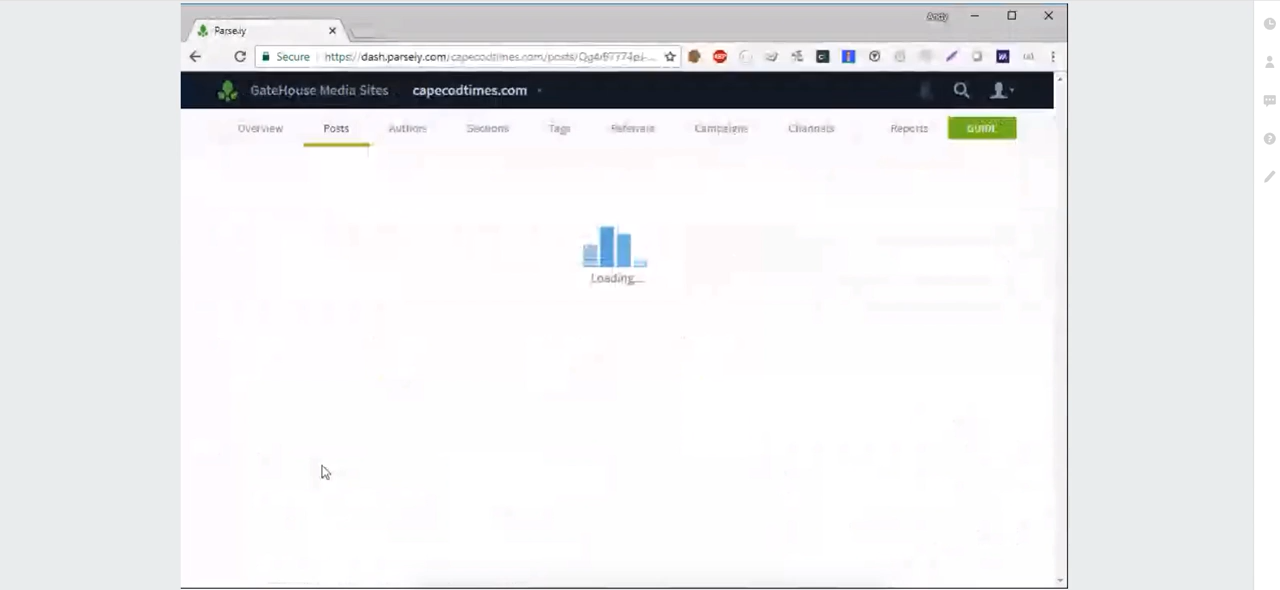 Parse.ly
Andy
Secure https://dash.parsely.com/capecodtimes.com/posts/
GateHouse Media Sites capecodtimes.com
Overview Posts Authors Sections Tags Referrers Campaigns Channels Reports GUIDE
Loading...